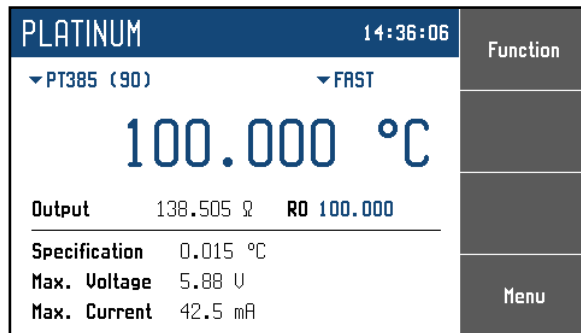 PLATINUM 14:36:06
Function
PT385 (90) FAST
100.000 °C
Output 138.505 Ω R0 100.000
Specification 0.015 °C
Max. Voltage 5.88 V
Max. Current 42.5 mA
Menu